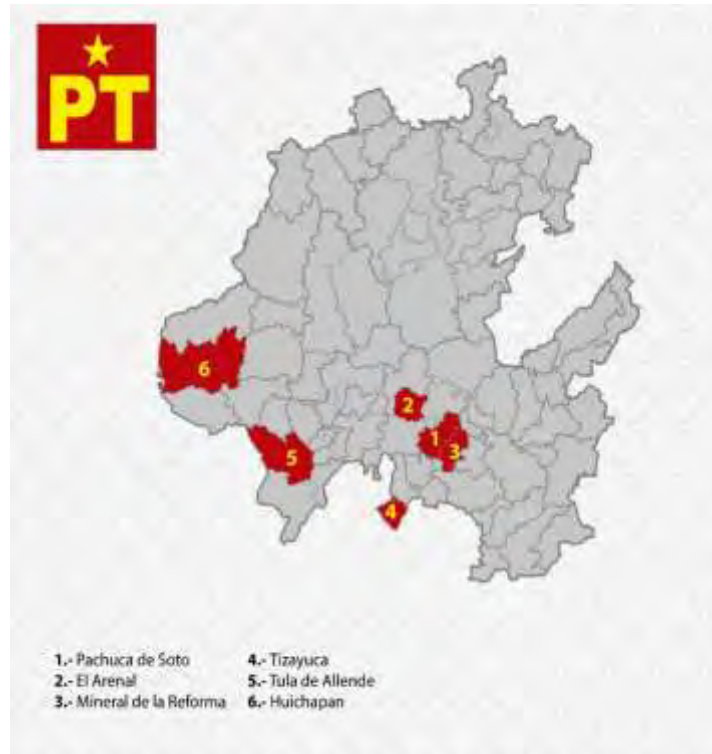 PT
6
2
1
3
5
4
1.- Pachuca de Soto
2.- El Arenal
3.- Mineral de la Reforma
4.- Tizayuca
5.- Tula de Allende
6.- Huichapan